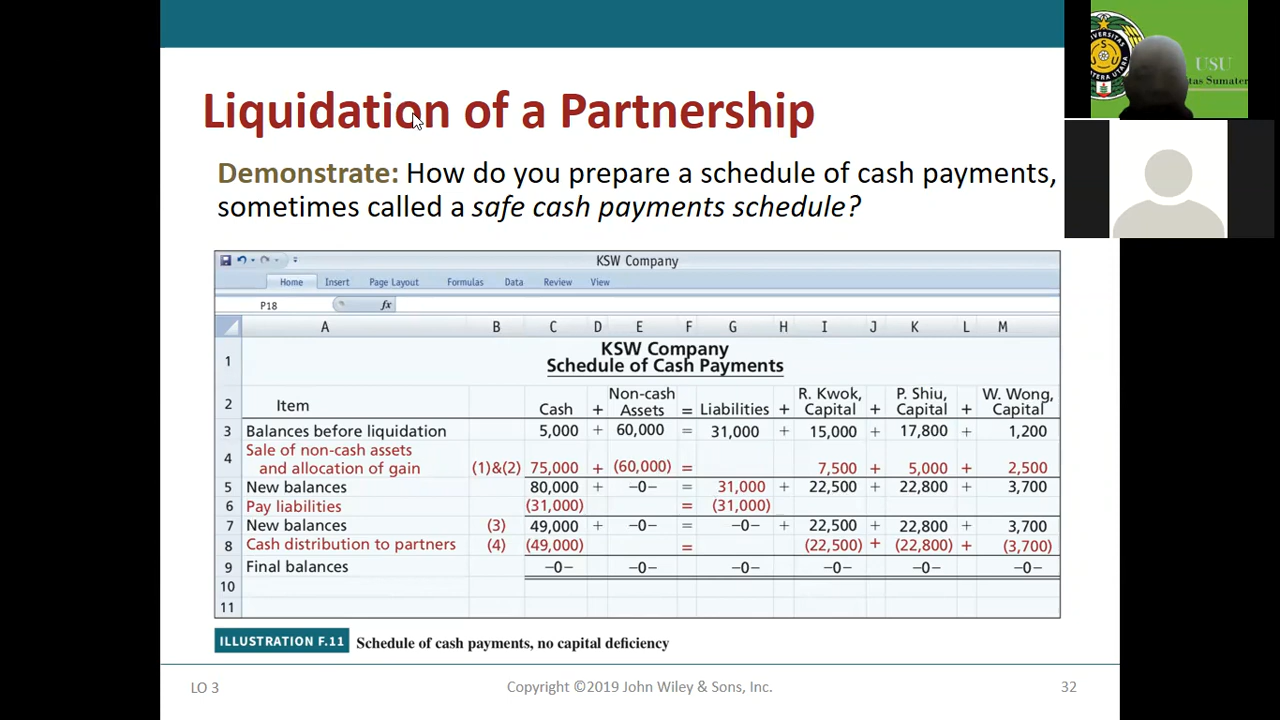 Liquidation of a Partnership
Demonstrate: How do you prepare a schedule of cash payments,
sometimes called a safe cash payments schedule?
KSW Company
Home Insert Page Layout Formulas Data Review View
P18 fx
A B C D E F G H I J K L M
1 KSW Company
Schedule of Cash Payments
2 Item Cash + Non-cash Assets = Liabilities + R. Kwok, Capital + P. Shiu, Capital + W. Wong, Capital
3 Balances before liquidation 5,000 + 60,000 = 31,000 + 15,000 + 17,800 + 1,200
4 Sale of non-cash assets
and allocation of gain (1)&(2) 75,000 + (60,000) = 7,500 + 5,000 + 2,500
5 New balances 80,000 + –0– = 31,000 + 22,500 + 22,800 + 3,700
6 Pay liabilities (31,000) = (31,000)
7 New balances (3) 49,000 + –0– = –0– + 22,500 + 22,800 + 3,700
8 Cash distribution to partners (4) (49,000) = (22,500) + (22,800) + (3,700)
9 Final balances –0– –0– –0– –0– –0– –0–
10
11
ILLUSTRATION F.11 Schedule of cash payments, no capital deficiency
LO 3 Copyright ©2019 John Wiley & Sons, Inc. 32
USU
tas Sumater